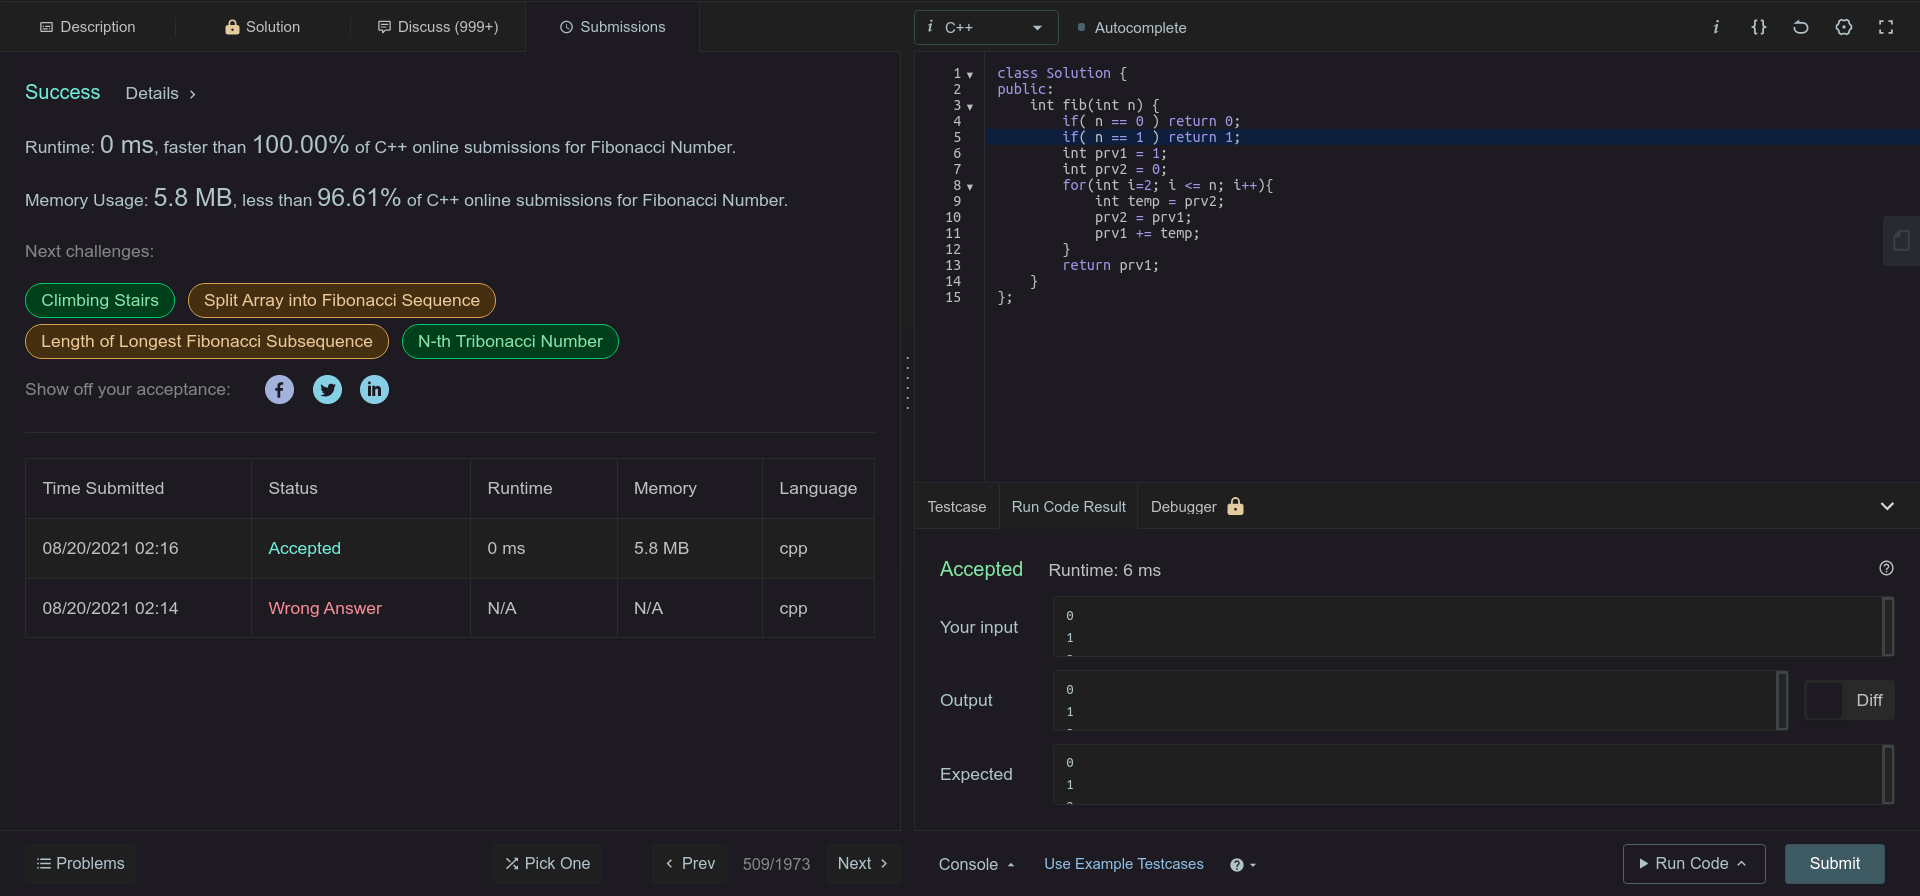 Description
Solution
Discuss (999+)
Submissions
Success
Details
Runtime: 0 ms, faster than 100.00% of C++ online submissions for Fibonacci Number.
Memory Usage: 5.8 MB, less than 96.61% of C++ online submissions for Fibonacci Number.
Next challenges:
Climbing Stairs
Split Array into Fibonacci Sequence
Length of Longest Fibonacci Subsequence
N-th Tribonacci Number
Show off your acceptance:
Time Submitted Status Runtime Memory Language
08/20/2021 02:16 Accepted 0 ms 5.8 MB cpp
08/20/2021 02:14 Wrong Answer N/A N/A cpp
Problems
Pick One
Prev
509/1973
Next
i C++
Autocomplete
i {}
1 class Solution {
2 public:
3     int fib(int n) {
4         if( n == 0 ) return 0;
5         if( n == 1 ) return 1;
6         int prv1 = 1;
7         int prv2 = 0;
8         for(int i=2; i <= n; i++){
9             int temp = prv2;
10             prv2 = prv1;
11             prv1 += temp;
12         }
13         return prv1;
14     }
15 };
Testcase
Run Code Result
Debugger
Accepted
Runtime: 6 ms
Your input
0
1
Output
0
1
Diff
Expected
0
1
Console
Use Example Testcases
Run Code
Submit